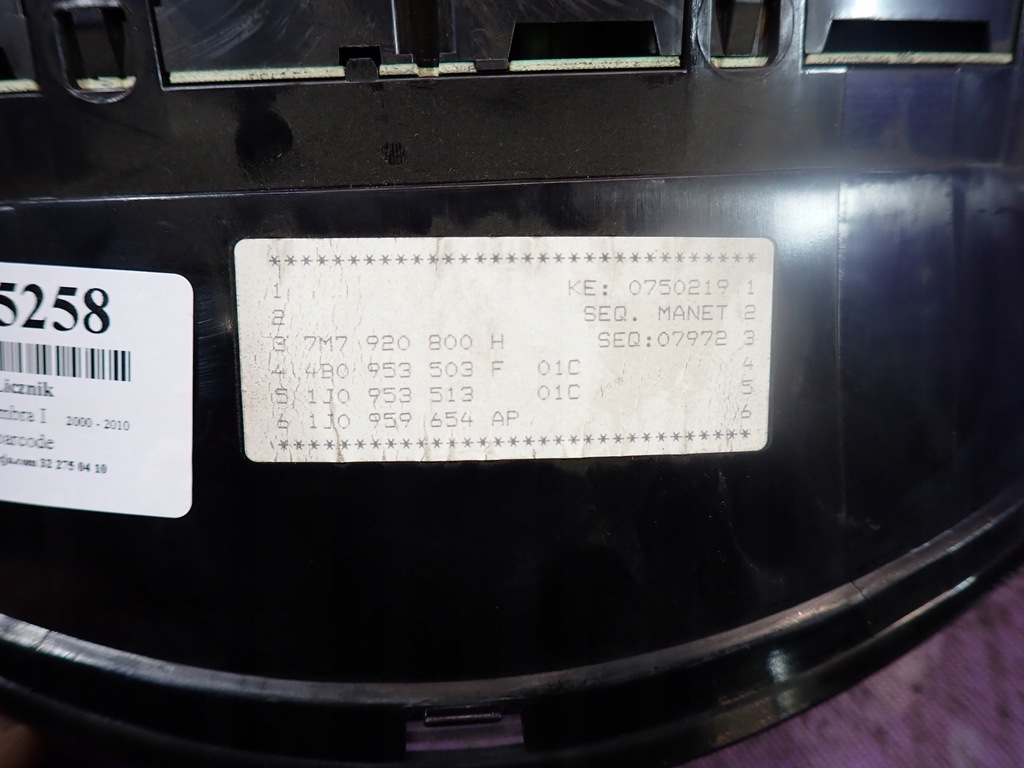 5258
Licznik
mbra I 2000 - 2010
barcode
.com 32 275 04 10
***********************************
1 KE: 0750219 1
2 SEQ. MANET 2
3 7M7 920 800 H SEQ:07972 3
4 4B0 953 503 F 01C 4
5 1J0 953 513 01C 5
6 1J0 959 654 AP 6
***********************************